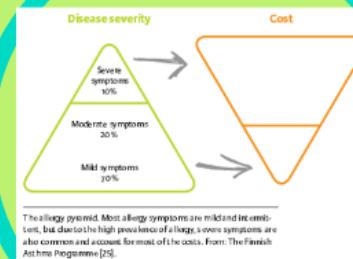 Disease severity
Cost
Severe
symptoms
10%
Moderate symptoms
20%
Mild symptoms
70%
The allergy pyramid. Most allergy symptoms are mild and intermit-
tent, but due to the high prevalence of allergy, severe symptoms are
also common and account for most of the costs. From: The Finnish
Asthma Programme [25].